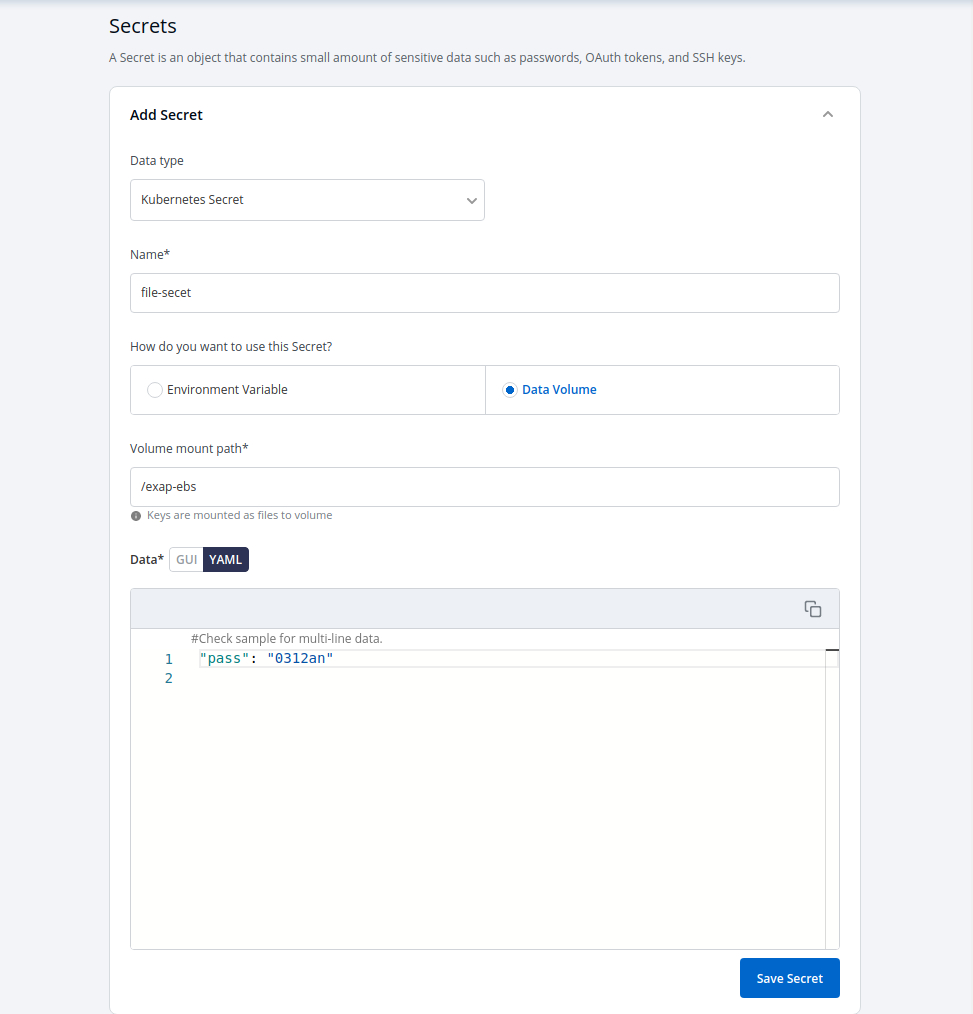 Secrets
A Secret is an object that contains small amount of sensitive data such as passwords, OAuth tokens, and SSH keys.
Add Secret
Data type
Kubernetes Secret
Name*
file-secet
How do you want to use this Secret?
Environment Variable Data Volume
Volume mount path*
/exap-ebs
Keys are mounted as files to volume
Data* GUI YAML
#Check sample for multi-line data.
1 "pass": "0312an"
2
Save Secret